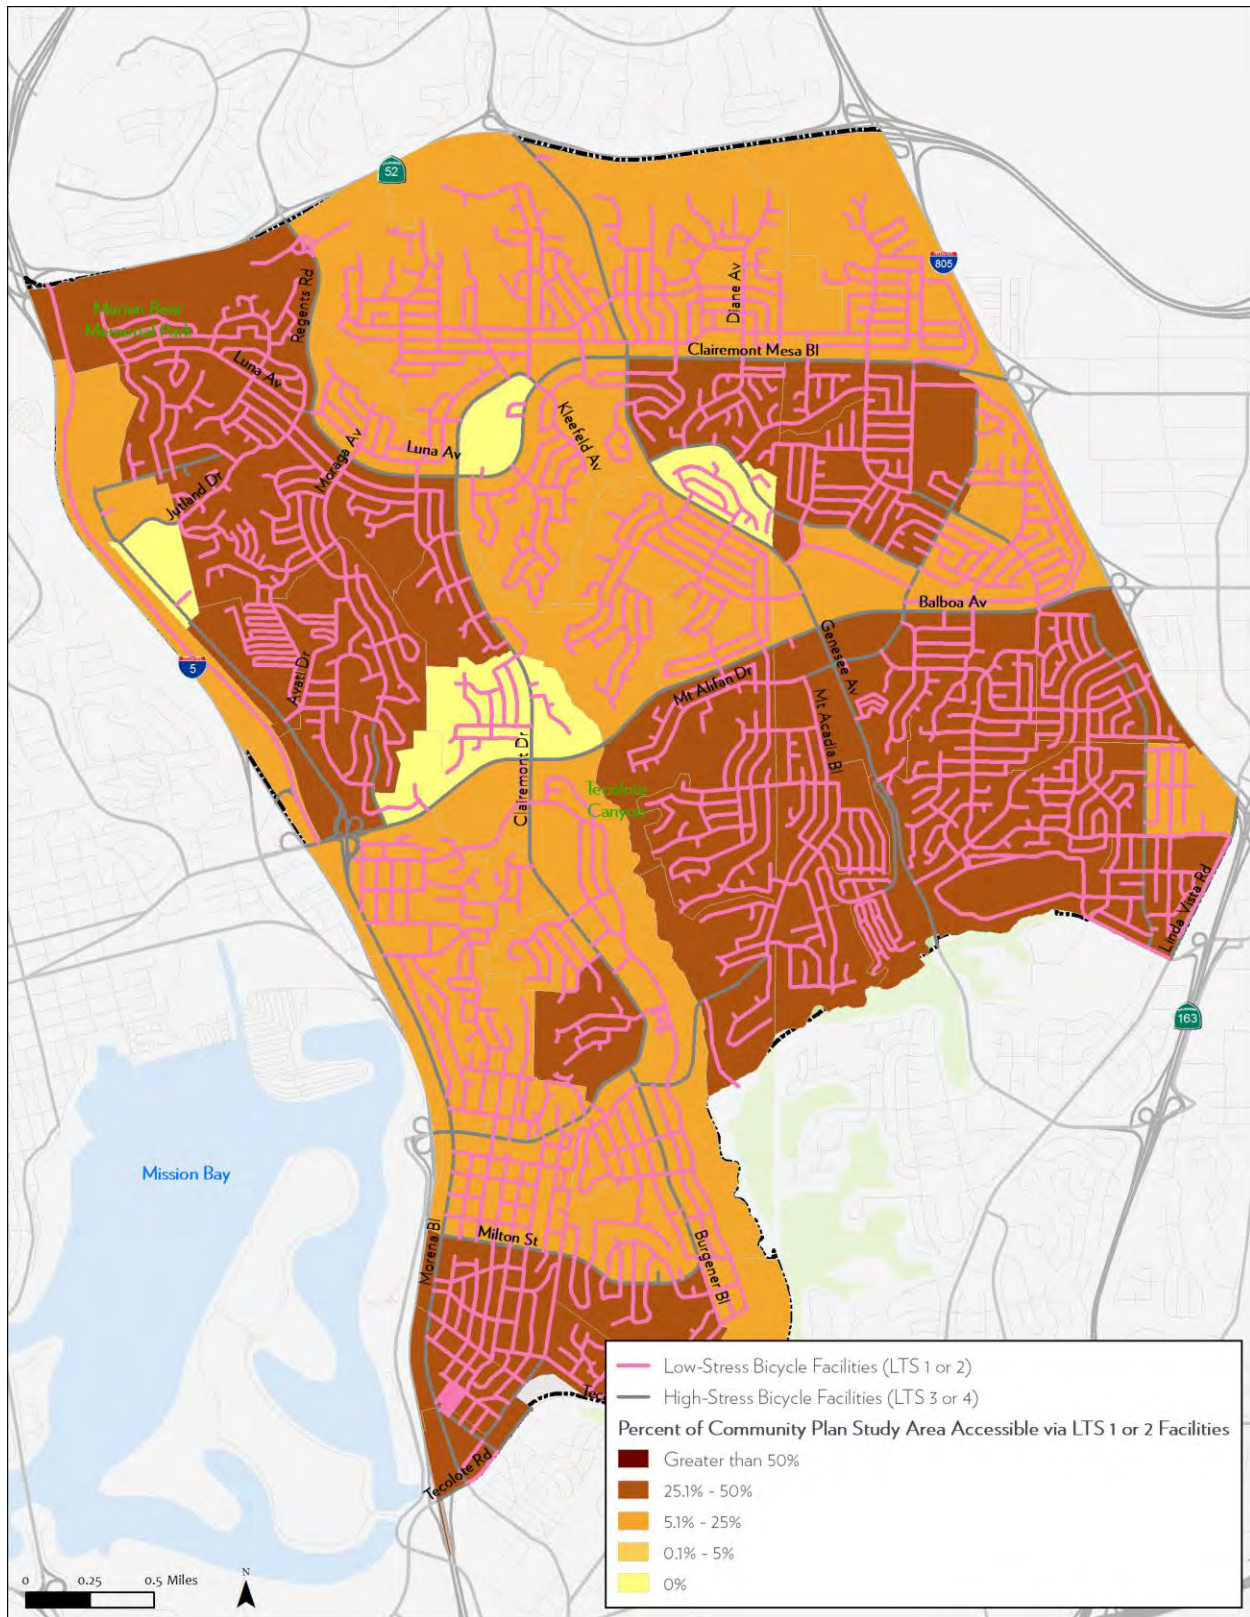 52
805
Marian Bear
Memorial Park
Regents Rd
Diane Av
Clairemont Mesa Bl
Luna Av
Kleefeld Av
Moraga Av
Luna Av
Jutland Dr
Balboa Av
5
Genesee Av
Avati Dr
Mt Alifan Dr
Mt Acadia Bl
Clairemont Dr
Tecolote
Canyon
Linda Vista Rd
163
Mission Bay
Morena Bl
Milton St
Burgener Bl
Tecolote Rd
Low-Stress Bicycle Facilities (LTS 1 or 2)
High-Stress Bicycle Facilities (LTS 3 or 4)
Percent of Community Plan Study Area Accessible via LTS 1 or 2 Facilities
Greater than 50%
25.1% - 50%
5.1% - 25%
0.1% - 5%
0%
0 0.25 0.5 Miles
N